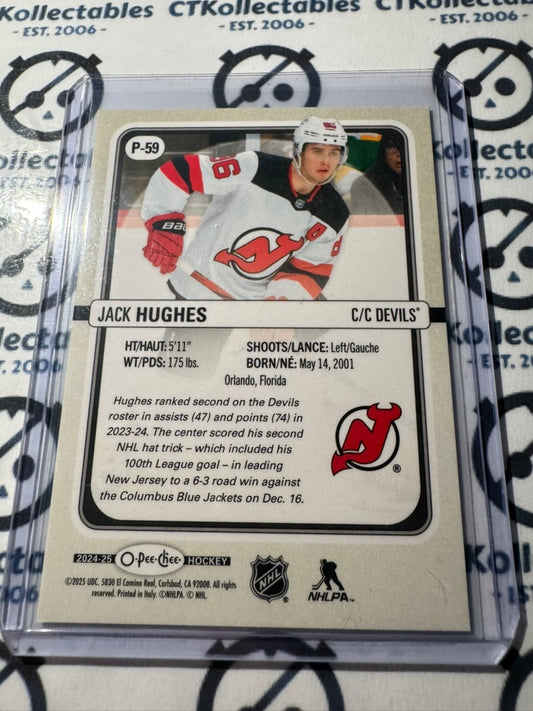 CTKollectables
- EST. 2006 -
Kollectables
- EST. 2006 -
P-59
86
BAU
JACK HUGHES
C/C DEVILS®
HT/HAUT: 5'11" SHOOTS/LANCE: Left/Gauche
WT/PDS: 175 lbs. BORN/NÉ: May 14, 2001
Orlando, Florida
Hughes ranked second on the Devils
roster in assists (47) and points (74) in
2023-24. The center scored his second
NHL hat trick – which included his
100th League goal – in leading
New Jersey to a 6-3 road win against
the Columbus Blue Jackets on Dec. 16.
2024-25 O-Pee-Chee HOCKEY
©2025 UDC. 5830 El Camino Real, Carlsbad, CA 92008. All rights
reserved. Printed in Italy. ©NHLPA. © NHL.
NHL
NHLPA